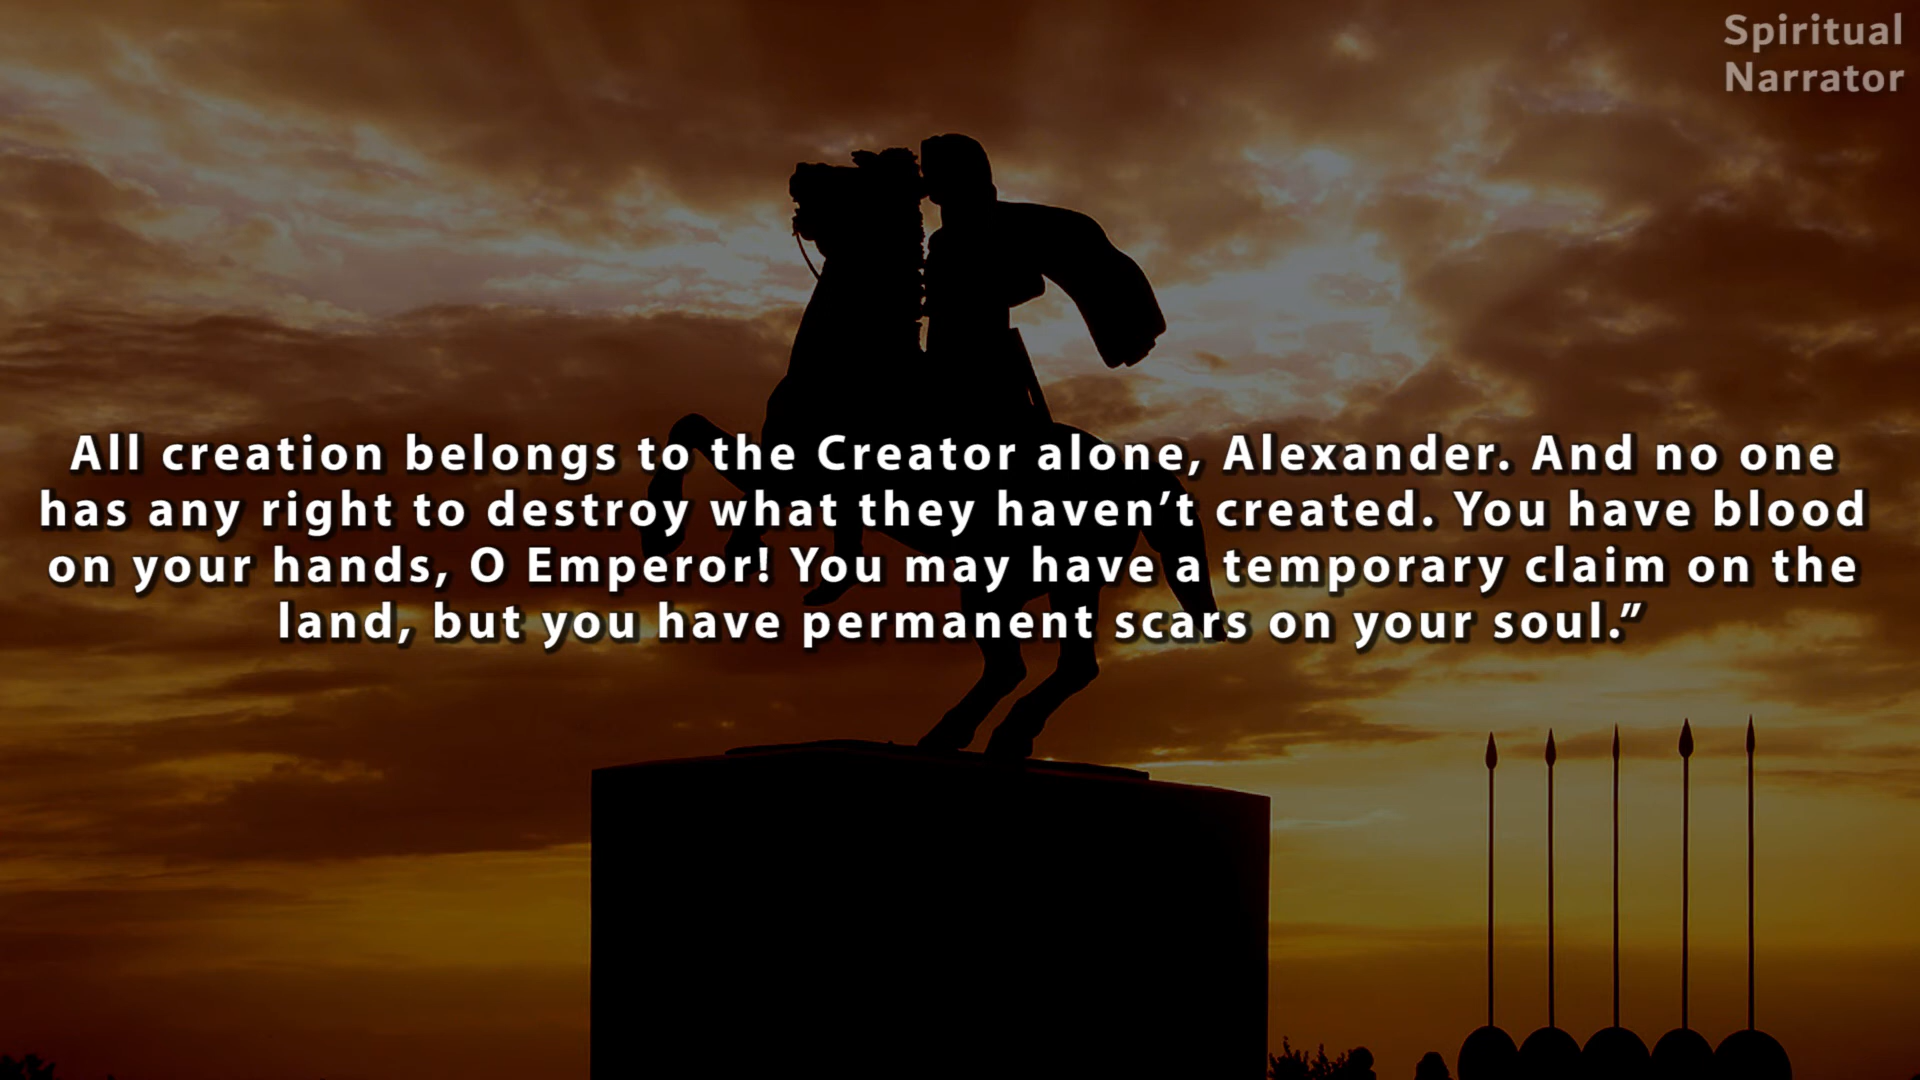 Spiritual
Narrator
All creation belongs to the Creator alone, Alexander. And no one
has any right to destroy what they haven’t created. You have blood
on your hands, O Emperor! You may have a temporary claim on the
land, but you have permanent scars on your soul.”